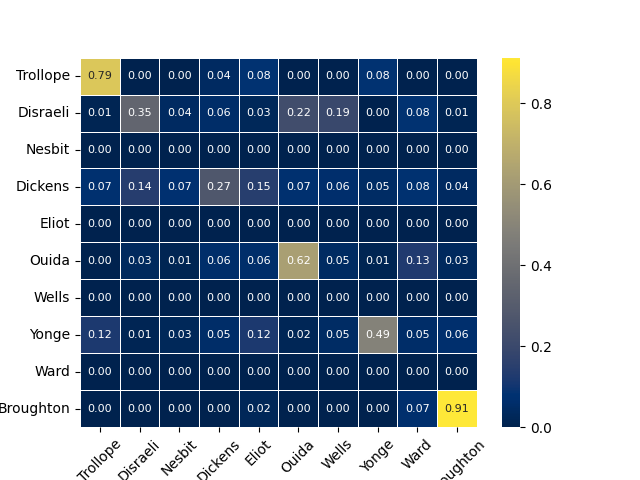 Trollope 0.79 0.00 0.00 0.04 0.08 0.00 0.00 0.08 0.00 0.00
Disraeli 0.01 0.35 0.04 0.06 0.03 0.22 0.19 0.00 0.08 0.01
Nesbit 0.00 0.00 0.00 0.00 0.00 0.00 0.00 0.00 0.00 0.00
Dickens 0.07 0.14 0.07 0.27 0.15 0.07 0.06 0.05 0.08 0.04
Eliot 0.00 0.00 0.00 0.00 0.00 0.00 0.00 0.00 0.00 0.00
Ouida 0.00 0.03 0.01 0.06 0.06 0.62 0.05 0.01 0.13 0.03
Wells 0.00 0.00 0.00 0.00 0.00 0.00 0.00 0.00 0.00 0.00
Yonge 0.12 0.01 0.03 0.05 0.12 0.02 0.05 0.49 0.05 0.06
Ward 0.00 0.00 0.00 0.00 0.00 0.00 0.00 0.00 0.00 0.00
Broughton 0.00 0.00 0.00 0.00 0.02 0.00 0.00 0.00 0.07 0.91
Trollope Disraeli Nesbit Dickens Eliot Ouida Wells Yonge Ward oughton
0.8
0.6
0.4
0.2
0.0